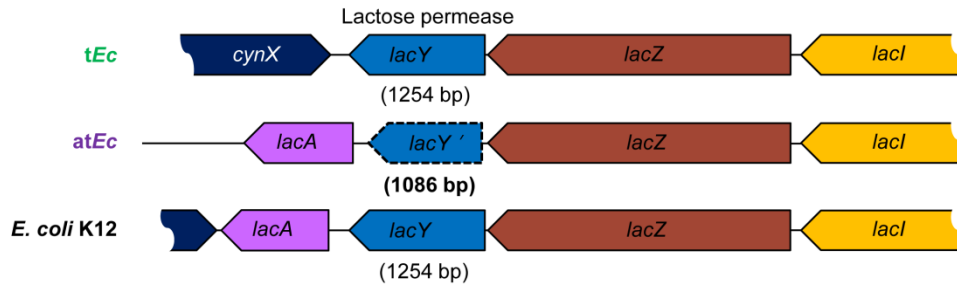 Lactose permease
tEc cynX lacY lacZ lacI
(1254 bp)
atEc lacA lacY ′ lacZ lacI
(1086 bp)
E. coli K12 lacA lacY lacZ lacI
(1254 bp)